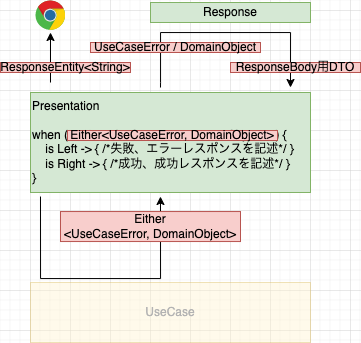 Response
UseCaseError / DomainObject
ResponseEntity<String>
ResponseBody用DTO
Presentation
when (Either<UseCaseError, DomainObject>) {
is Left -> { /*失敗、エラーレスポンスを記述*/ }
is Right -> { /*成功、成功レスポンスを記述*/ }
}
Either
<UseCaseError, DomainObject>
UseCase